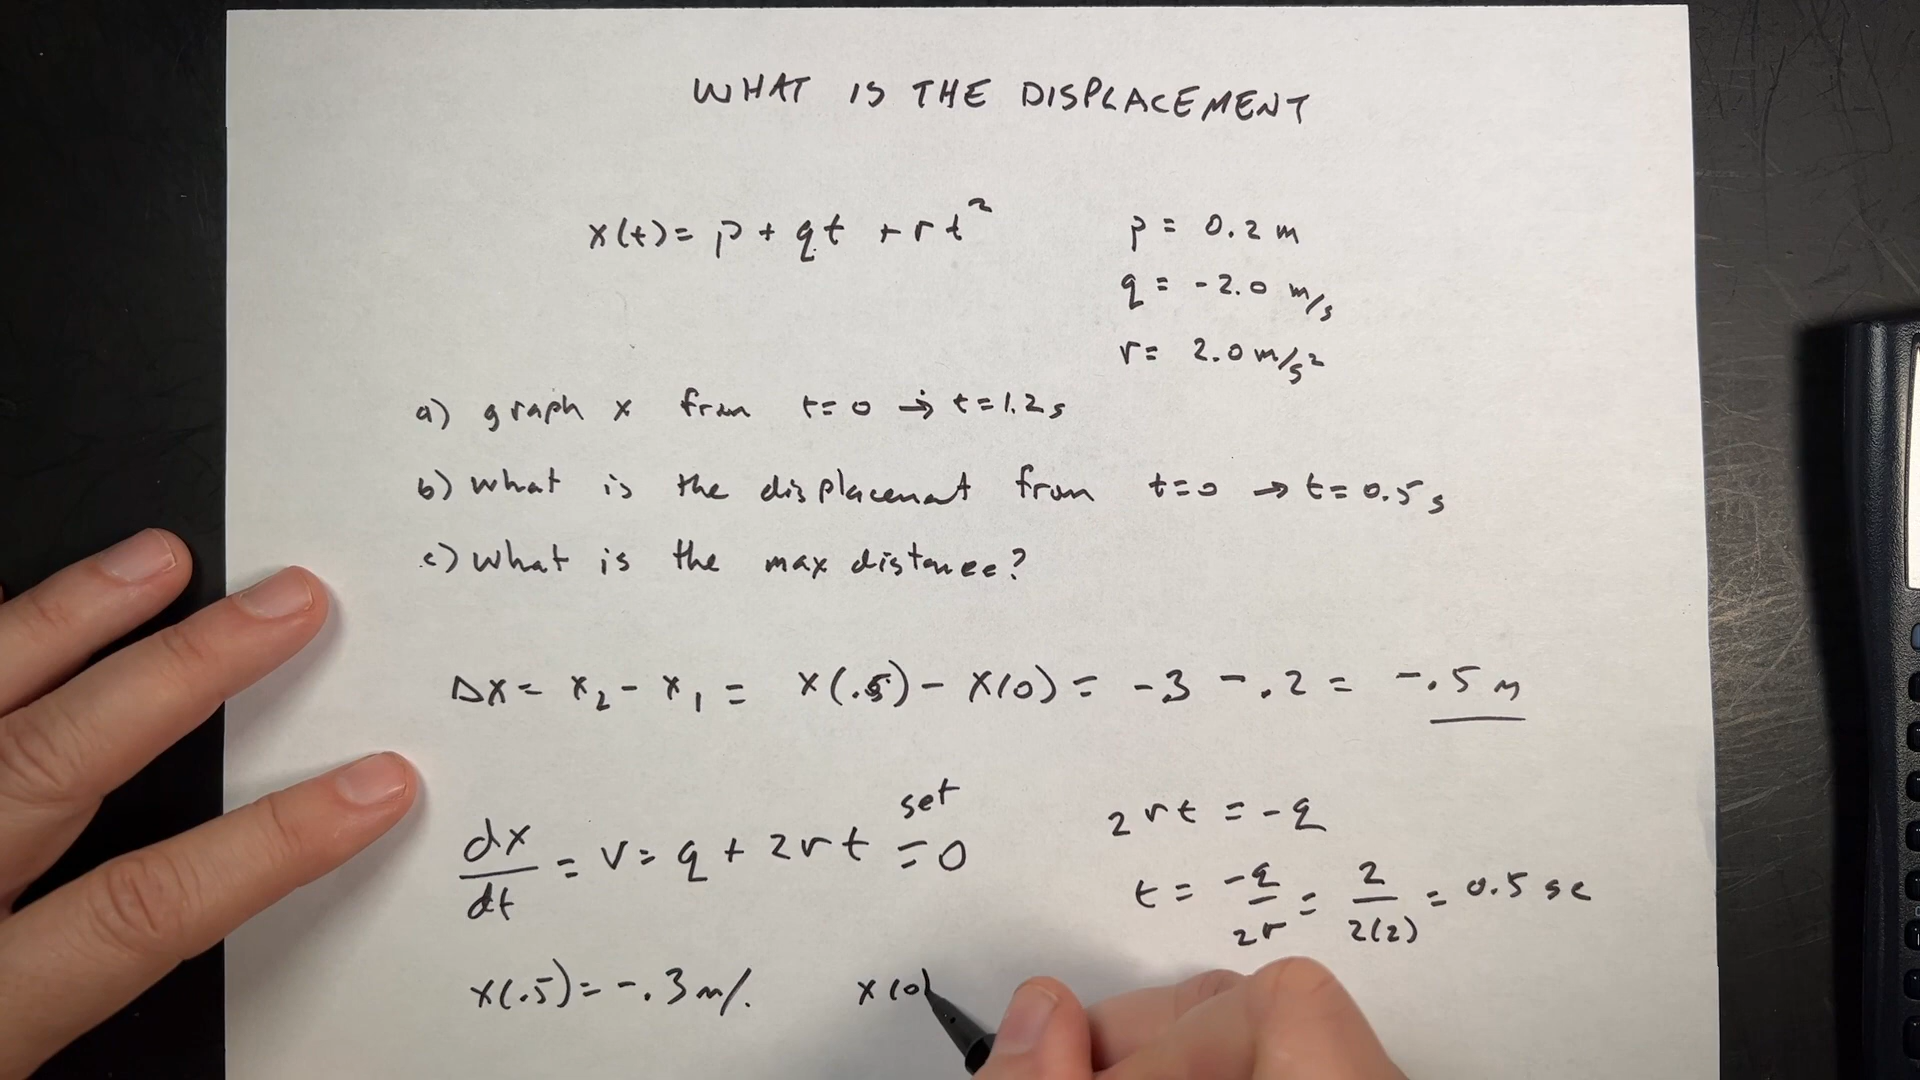 WHAT IS THE DISPLACEMENT
x(t) = p + qt + rt²
p = 0.2 m
q = -2.0 m/s
r = 2.0 m/s²
a) graph x from t=0 → t=1.2s
b) what is the displacemat from t=0 → t=0.5s
c) what is the max distance?
Δx = x₂ - x₁ = x(.5) - x(0) = -3 -.2 = -.5 m
dx/dt = v = q + 2rt set =0
2rt = -q
t = -q/2r = 2/2(2) = 0.5 se
x(.5) = -.3 m/.
x(0)